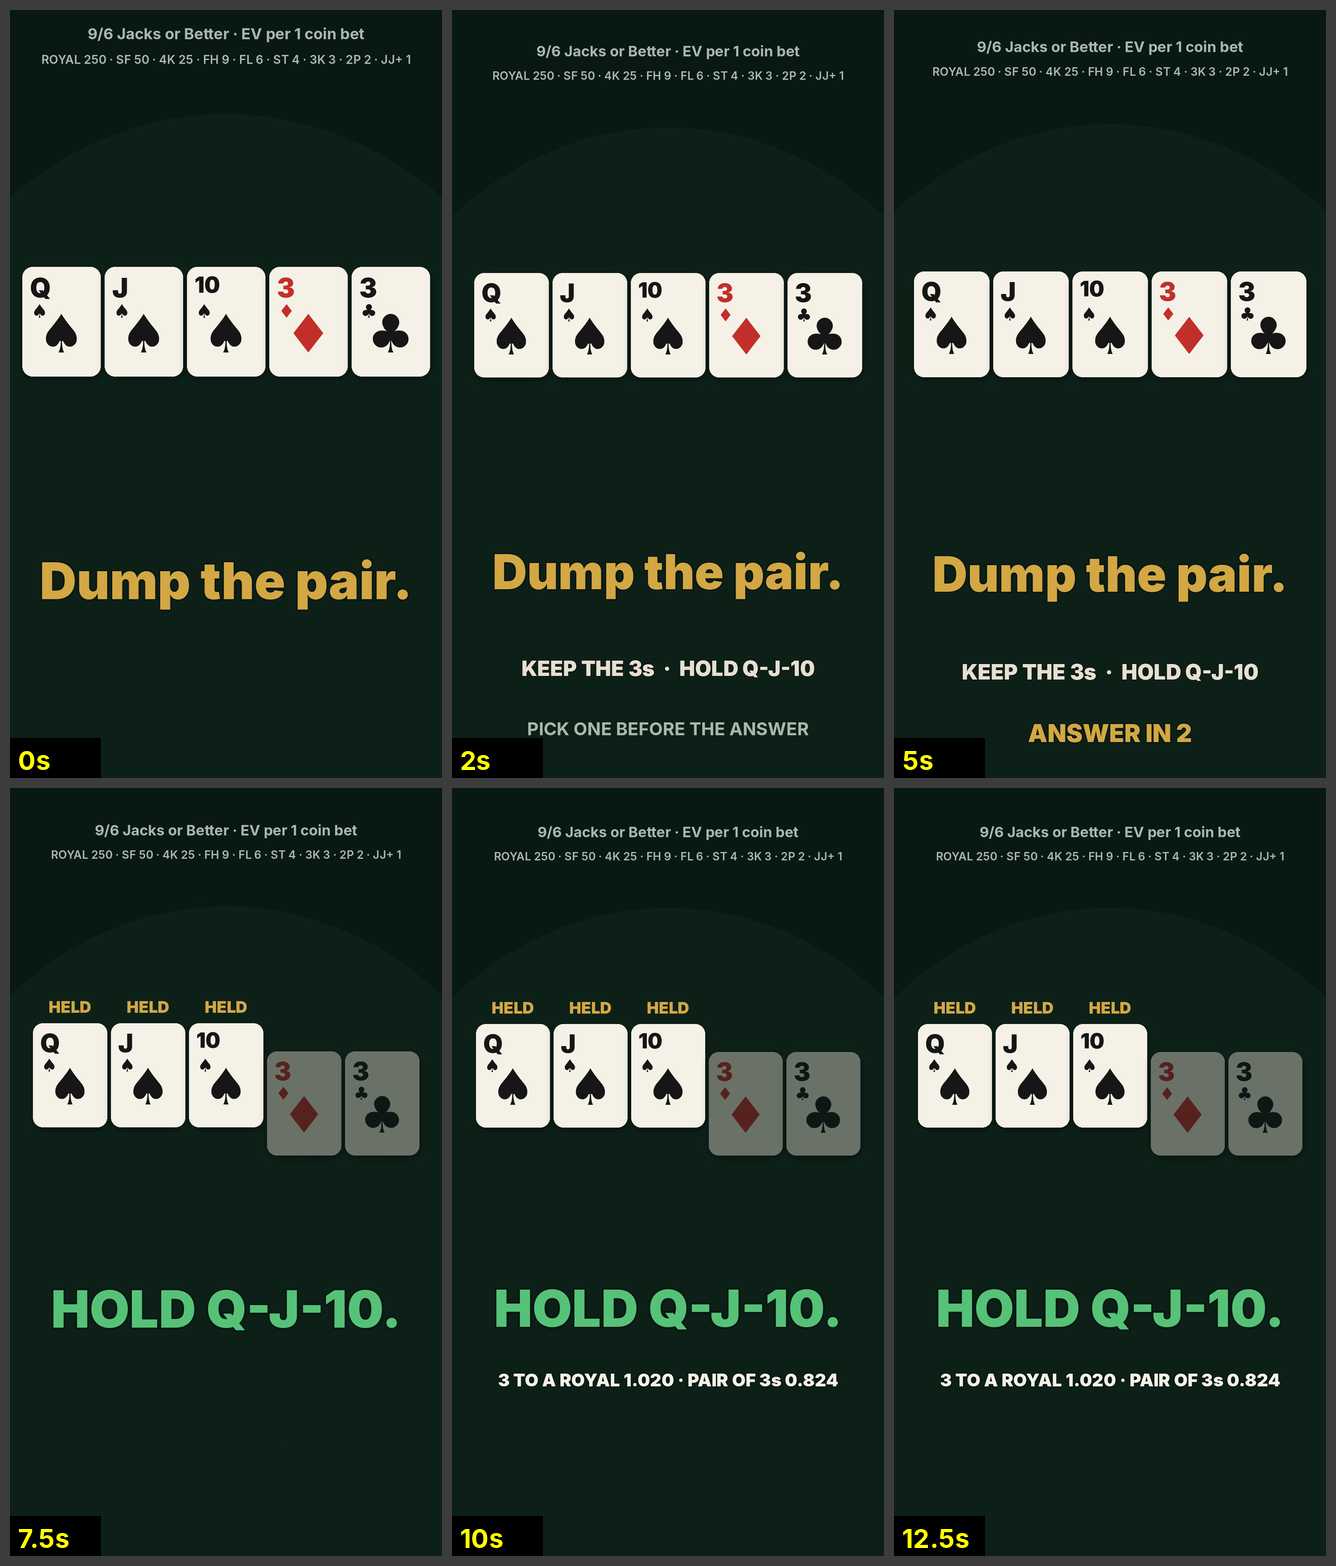 9/6 Jacks or Better · EV per 1 coin bet
ROYAL 250 · SF 50 · 4K 25 · FH 9 · FL 6 · ST 4 · 3K 3 · 2P 2 · JJ+ 1
Q J 10 3 3
Dump the pair.
0s
9/6 Jacks or Better · EV per 1 coin bet
ROYAL 250 · SF 50 · 4K 25 · FH 9 · FL 6 · ST 4 · 3K 3 · 2P 2 · JJ+ 1
Q J 10 3 3
Dump the pair.
KEEP THE 3s · HOLD Q-J-10
PICK ONE BEFORE THE ANSWER
2s
9/6 Jacks or Better · EV per 1 coin bet
ROYAL 250 · SF 50 · 4K 25 · FH 9 · FL 6 · ST 4 · 3K 3 · 2P 2 · JJ+ 1
Q J 10 3 3
Dump the pair.
KEEP THE 3s · HOLD Q-J-10
ANSWER IN 2
5s
9/6 Jacks or Better · EV per 1 coin bet
ROYAL 250 · SF 50 · 4K 25 · FH 9 · FL 6 · ST 4 · 3K 3 · 2P 2 · JJ+ 1
HELD HELD HELD
Q J 10 3 3
HOLD Q-J-10.
7.5s
9/6 Jacks or Better · EV per 1 coin bet
ROYAL 250 · SF 50 · 4K 25 · FH 9 · FL 6 · ST 4 · 3K 3 · 2P 2 · JJ+ 1
HELD HELD HELD
Q J 10 3 3
HOLD Q-J-10.
3 TO A ROYAL 1.020 · PAIR OF 3s 0.824
10s
9/6 Jacks or Better · EV per 1 coin bet
ROYAL 250 · SF 50 · 4K 25 · FH 9 · FL 6 · ST 4 · 3K 3 · 2P 2 · JJ+ 1
HELD HELD HELD
Q J 10 3 3
HOLD Q-J-10.
3 TO A ROYAL 1.020 · PAIR OF 3s 0.824
12.5s